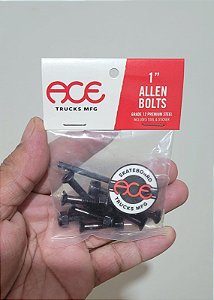 ACE
TRUCKS MFG
1"
ALLEN
BOLTS
GRADE 12 PREMIUM STEEL
INCLUDES TOOL & STICKER
SKATEBOARD
ACE
TRUCKS MFG